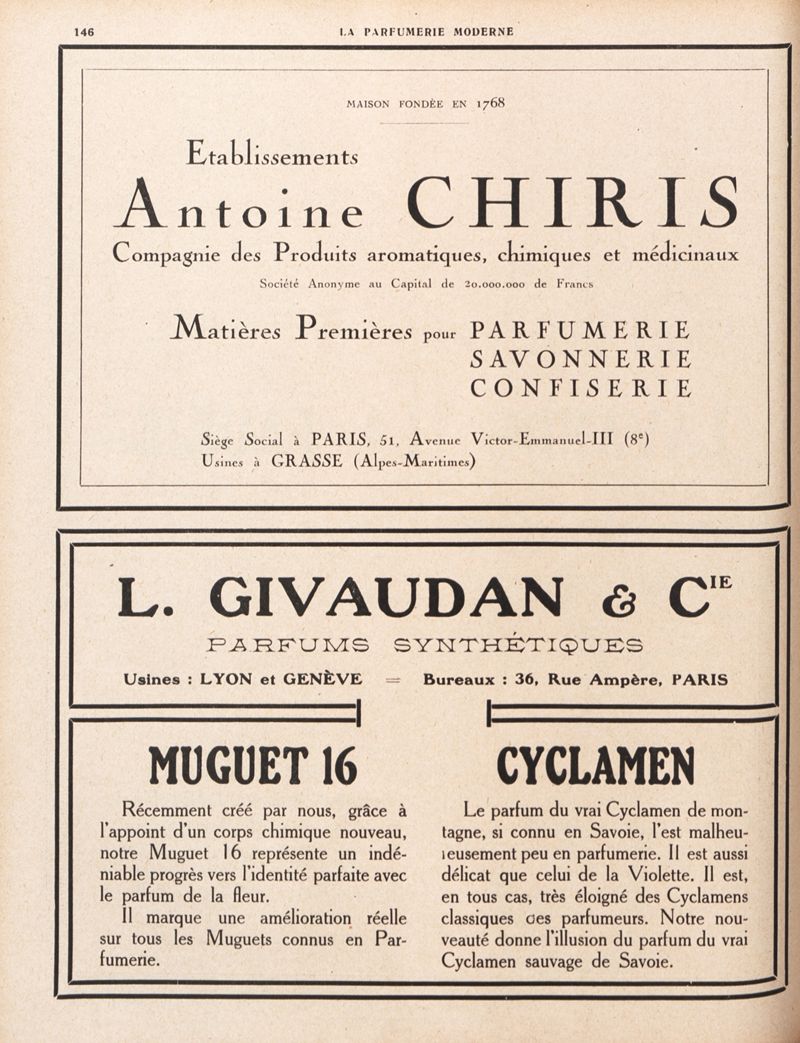 146
LA PARFUMERIE MODERNE
MAISON FONDÉE EN 1768
Etablissements
Antoine CHIRIS
Compagnie des Produits aromatiques, chimiques et médicinaux
Société Anonyme au Capital de 20.000.000 de Francs
Matières Premières pour PARFUMERIE
SAVONNERIE
CONFISERIE
Siège Social à PARIS, 51, Avenue Victor-Emmanuel-III (8e)
Usines à GRASSE (Alpes-Maritimes)
L. GIVAUDAN & CIE
PARFUMS SYNTHÉTIQUES
Usines : LYON et GENÈVE = Bureaux : 36, Rue Ampère, PARIS
MUGUET 16
Récemment créé par nous, grâce à
l'appoint d'un corps chimique nouveau,
notre Muguet 16 représente un indé-
niable progrès vers l'identité parfaite avec
le parfum de la fleur.
Il marque une amélioration réelle
sur tous les Muguets connus en Par-
fumerie.
CYCLAMEN
Le parfum du vrai Cyclamen de mon-
tagne, si connu en Savoie, l'est malheu-
reusement peu en parfumerie. Il est aussi
délicat que celui de la Violette. Il est,
en tous cas, très éloigné des Cyclamens
classiques des parfumeurs. Notre nou-
veauté donne l'illusion du parfum du vrai
Cyclamen sauvage de Savoie.